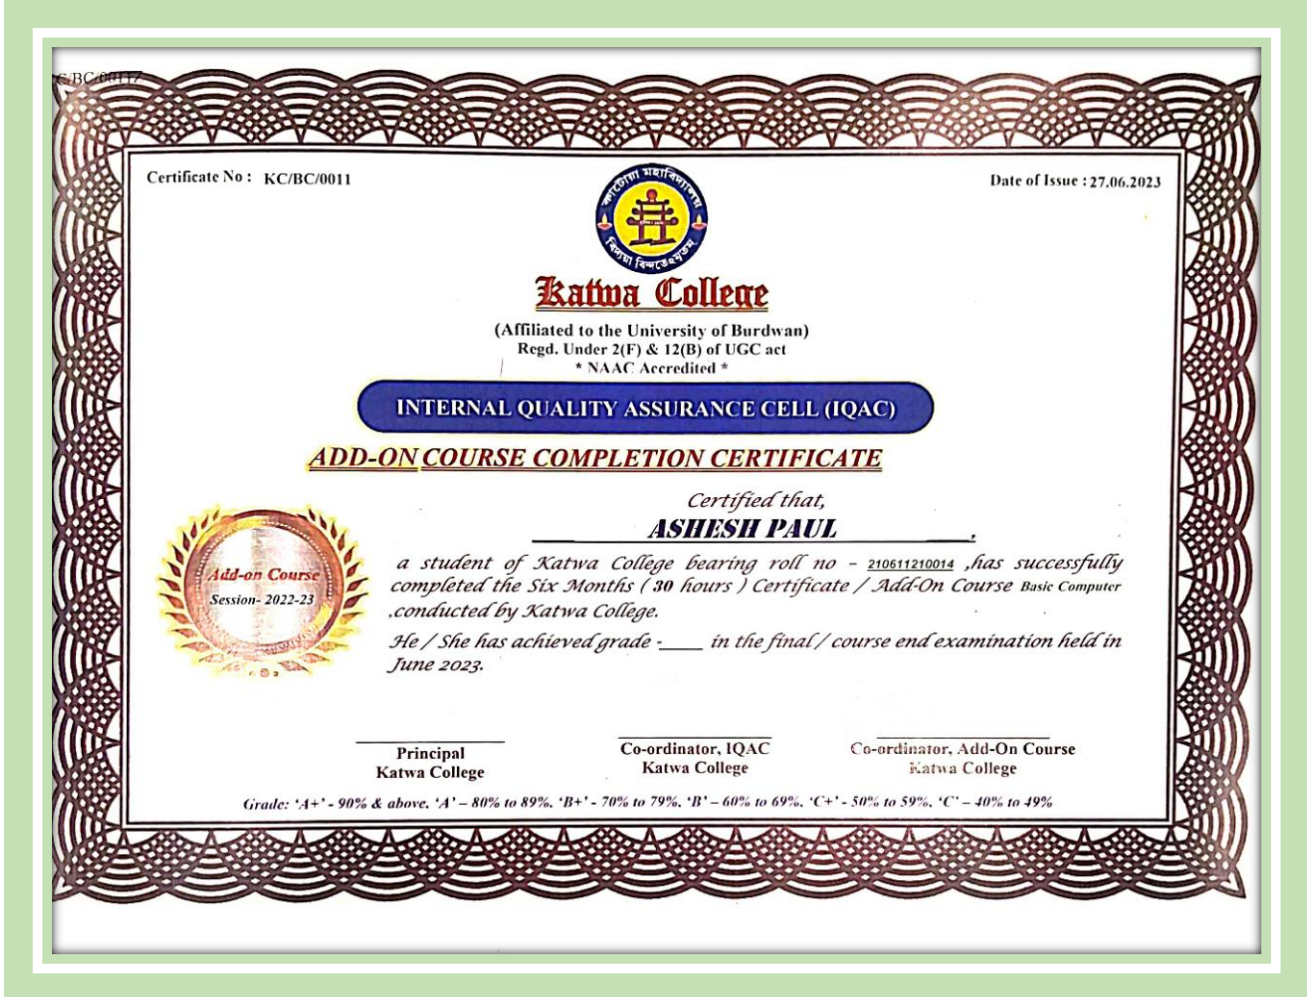 Certificate No : KC/BC/0011
Date of Issue : 27.06.2023
কাটোয়া মহাবিদ্যালয়
বিদ্যয়া বিন্দতেঽমৃতম
Katwa College
(Affiliated to the University of Burdwan)
Regd. Under 2(F) & 12(B) of UGC act
* NAAC Accredited *
INTERNAL QUALITY ASSURANCE CELL (IQAC)
ADD-ON COURSE COMPLETION CERTIFICATE
Certified that,
ASHESH PAUL ,
a student of Katwa College bearing roll no – 210611210014 ,has successfully
completed the Six Months ( 30 hours ) Certificate / Add-On Course Basic Computer
,conducted by Katwa College.
He / She has achieved grade -____ in the final / course end examination held in
June 2023.
Add-on Course
Session- 2022-23
Principal
Katwa College
Co-ordinator, IQAC
Katwa College
Co-ordinator, Add-On Course
Katwa College
Grade: ‘A+’ - 90% & above, ‘A’ – 80% to 89%, ‘B+’ - 70% to 79%, ‘B’ – 60% to 69%, ‘C+’ - 50% to 59%, ‘C’ – 40% to 49%